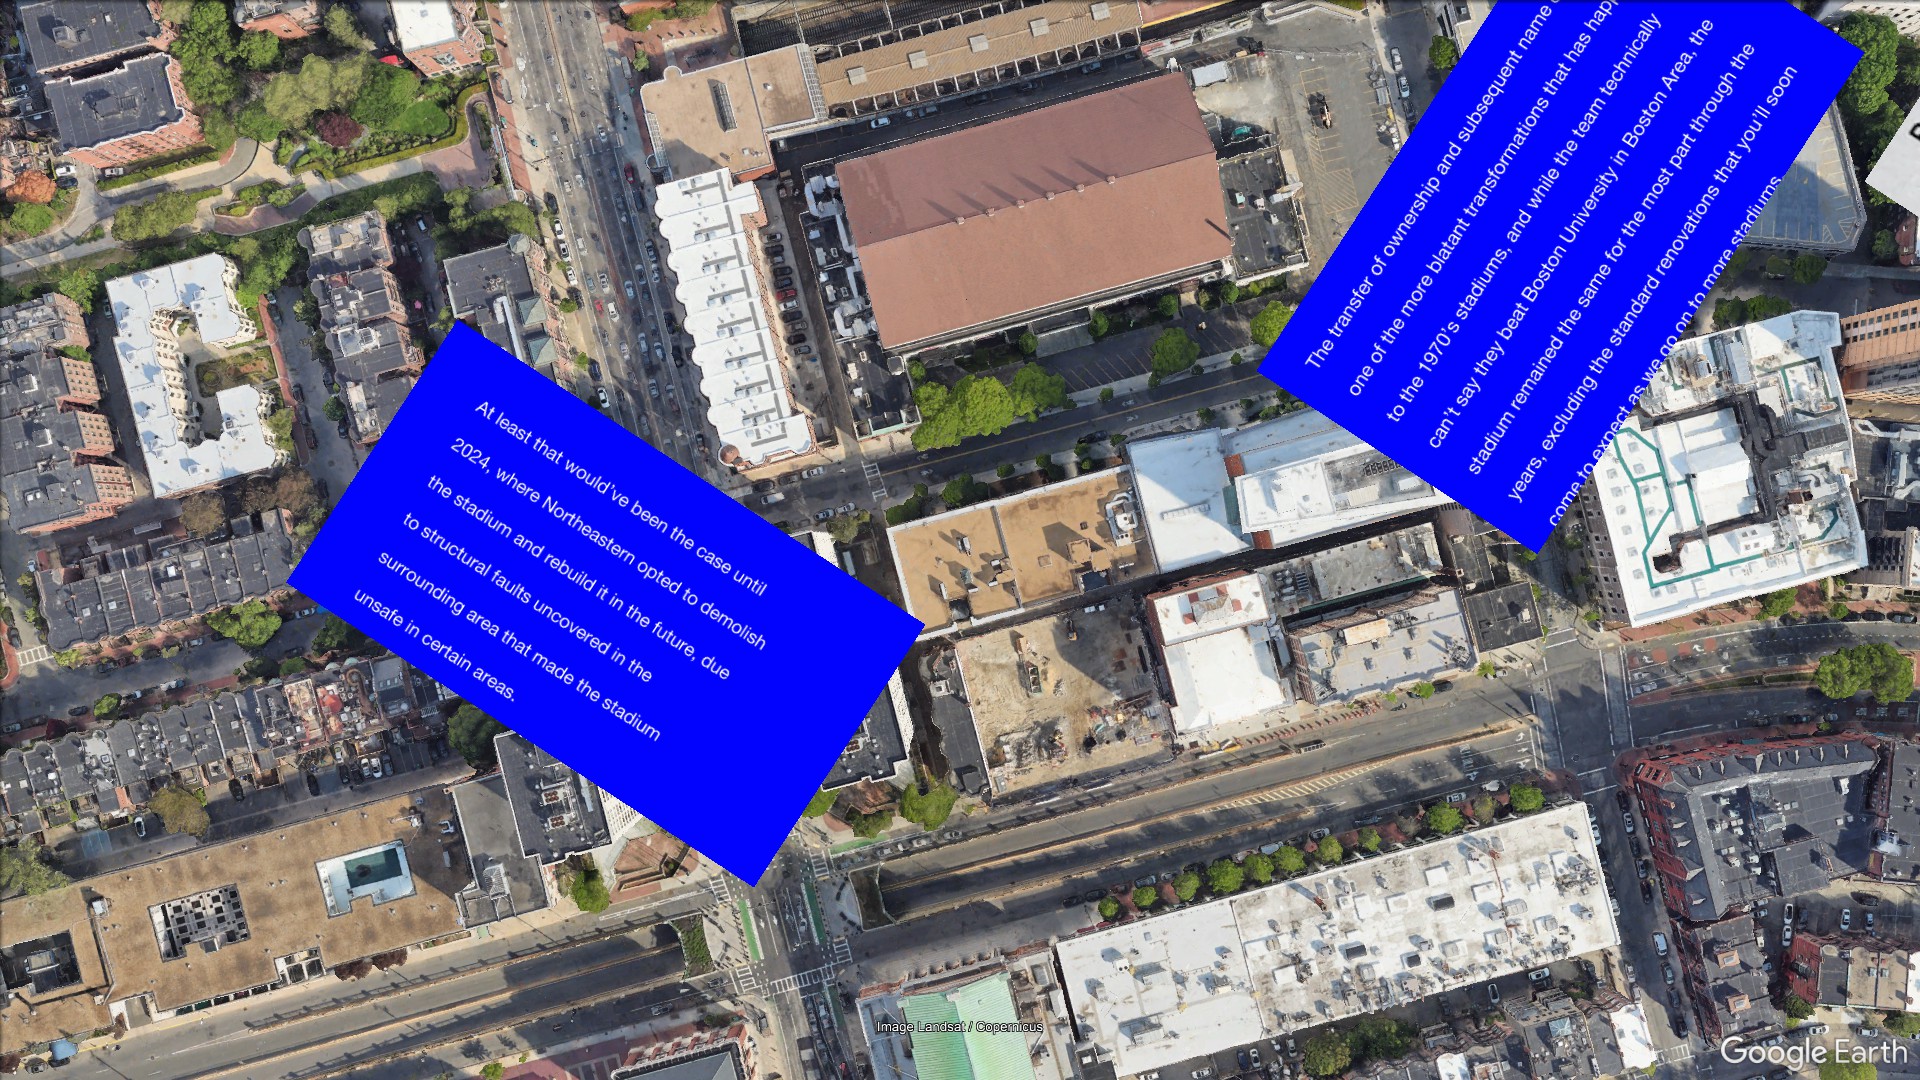 The transfer of ownership and subsequent name
one of the more blatant transformations that has
to the 1970's stadiums, and while the team technically
can't say they beat Boston University in Boston Area, the
stadium remained the same for the most part through the
years, excluding the standard renovations that you'll soon
come to expect as we go on to more stadiums.
At least that would've been the case until
2024, where Northeastern opted to demolish
the stadium and rebuild it in the future, due
to structural faults uncovered in the
surrounding area that made the stadium
unsafe in certain areas.
Image Landsat / Copernicus
Google Earth